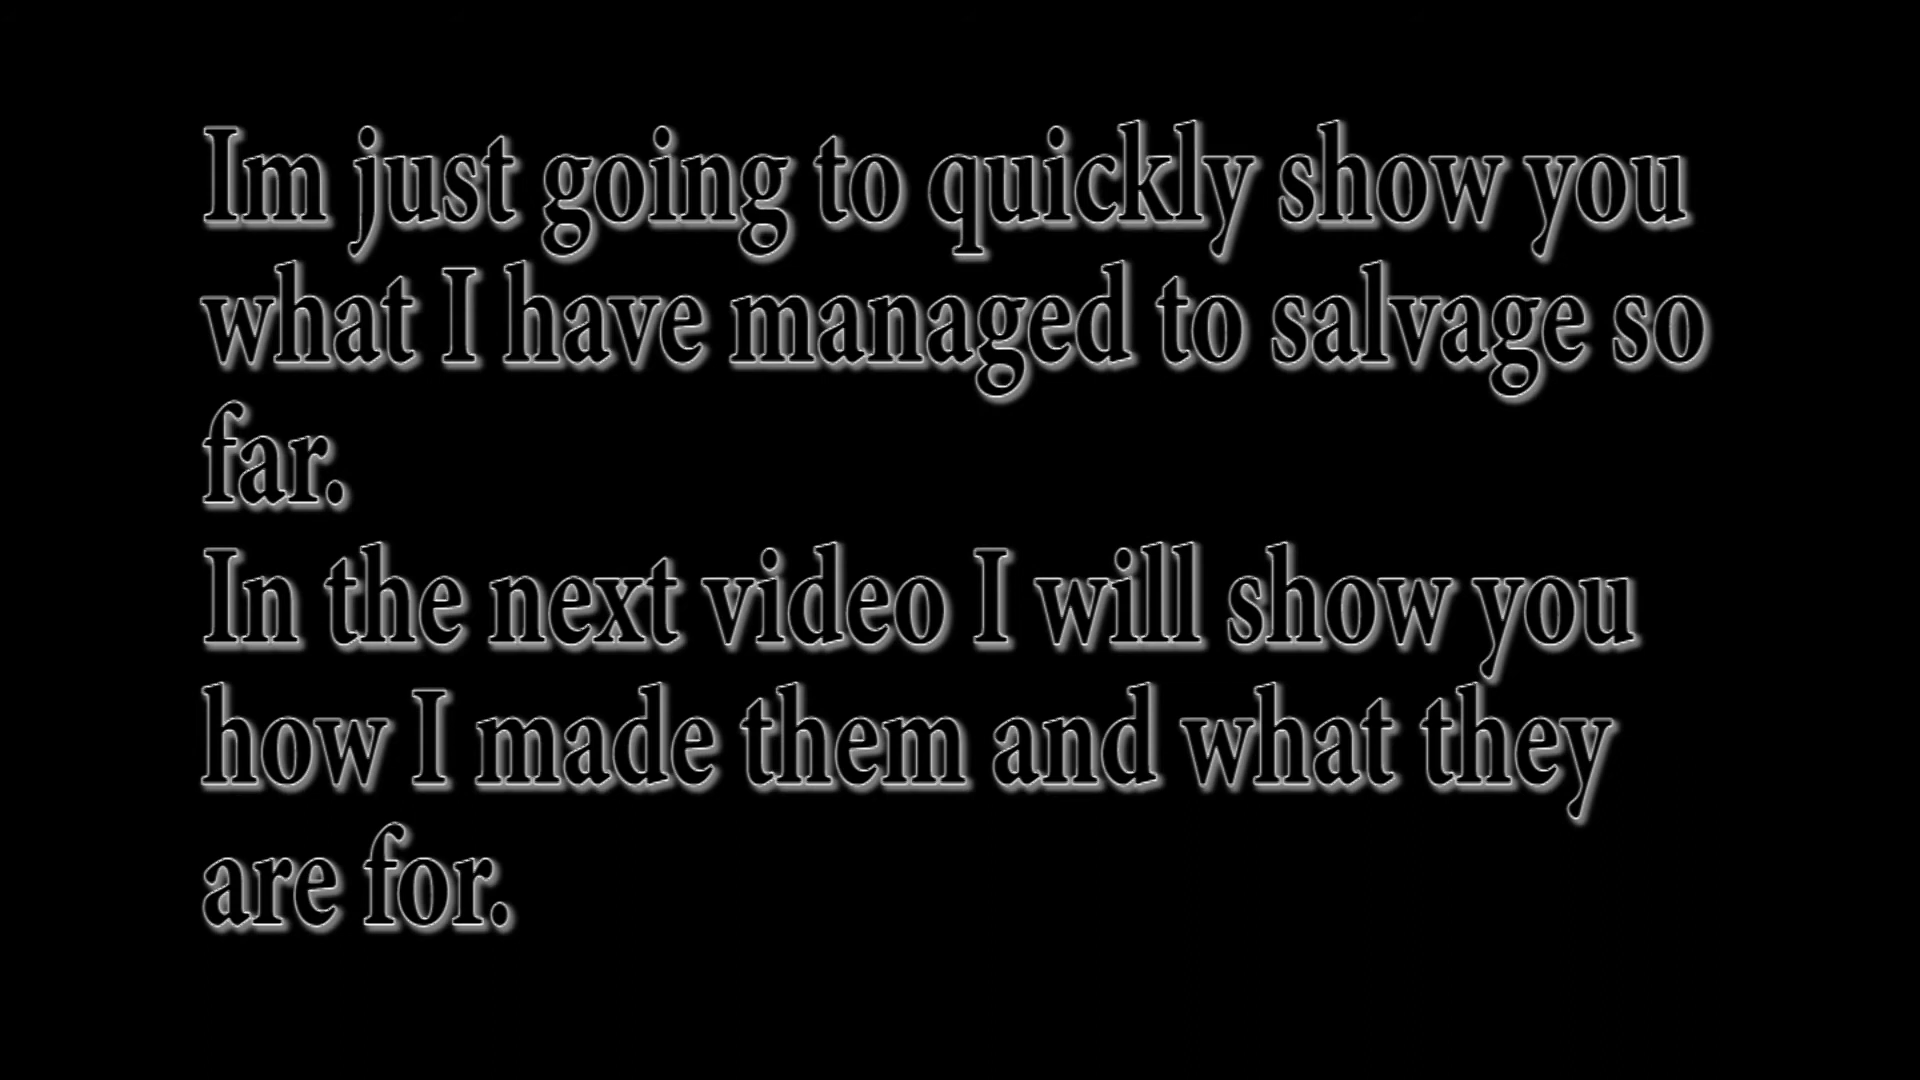 Im just going to quickly show you
what I have managed to salvage so
far.
In the next video I will show you
how I made them and what they
are for.